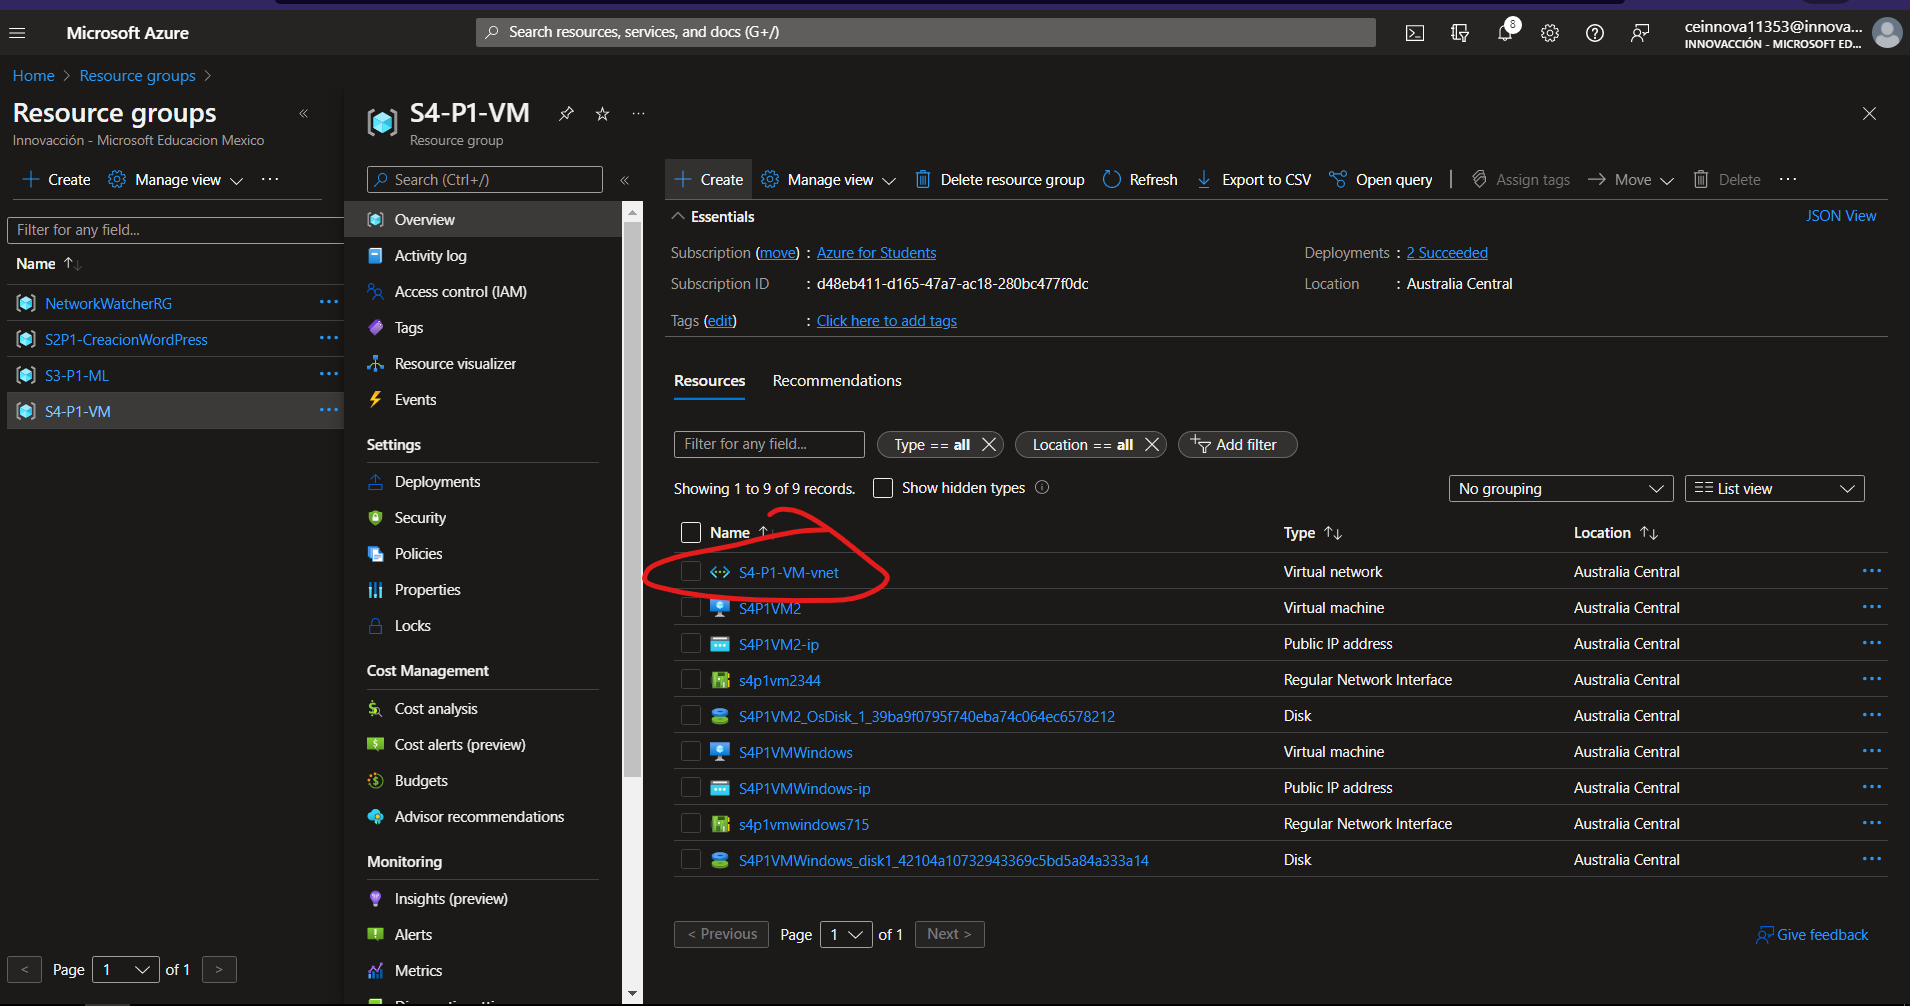 Microsoft Azure
Search resources, services, and docs (G+/)
8
ceinnova11353@innova...
INNOVACCIÓN - MICROSOFT ED...
Home > Resource groups >
Resource groups
Innovacción - Microsoft Educacion Mexico
Create Manage view
Filter for any field...
Name
NetworkWatcherRG
S2P1-CreacionWordPress
S3-P1-ML
S4-P1-VM
< Page 1 of 1 >
S4-P1-VM
Resource group
Search (Ctrl+/)
Overview
Activity log
Access control (IAM)
Tags
Resource visualizer
Events
Settings
Deployments
Security
Policies
Properties
Locks
Cost Management
Cost analysis
Cost alerts (preview)
Budgets
Advisor recommendations
Monitoring
Insights (preview)
Alerts
Metrics
Create Manage view Delete resource group Refresh Export to CSV Open query Assign tags Move Delete
Essentials
JSON View
Subscription (move) : Azure for Students
Deployments : 2 Succeeded
Subscription ID : d48eb411-d165-47a7-ac18-280bc477f0dc
Location : Australia Central
Tags (edit) : Click here to add tags
Resources Recommendations
Filter for any field... Type == all Location == all Add filter
Showing 1 to 9 of 9 records. Show hidden types No grouping List view
Name Type Location
S4-P1-VM-vnet Virtual network Australia Central
S4P1VM2 Virtual machine Australia Central
S4P1VM2-ip Public IP address Australia Central
s4p1vm2344 Regular Network Interface Australia Central
S4P1VM2_OsDisk_1_39ba9f0795f740eba74c064ec6578212 Disk Australia Central
S4P1VMWindows Virtual machine Australia Central
S4P1VMWindows-ip Public IP address Australia Central
s4p1vmwindows715 Regular Network Interface Australia Central
S4P1VMWindows_disk1_42104a10732943369c5bd5a84a333a14 Disk Australia Central
< Previous Page 1 of 1 Next >
Give feedback